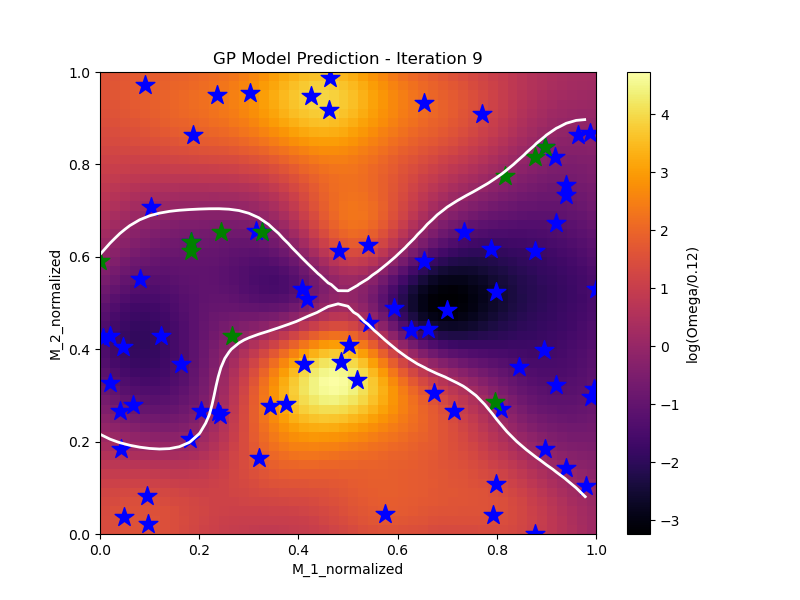 GP Model Prediction - Iteration 9
M_2_normalized
1.0
0.8
0.6
0.4
0.2
0.0
0.0 0.2 0.4 0.6 0.8 1.0
M_1_normalized
4
3
2
1
0
−1
−2
−3
log(Omega/0.12)